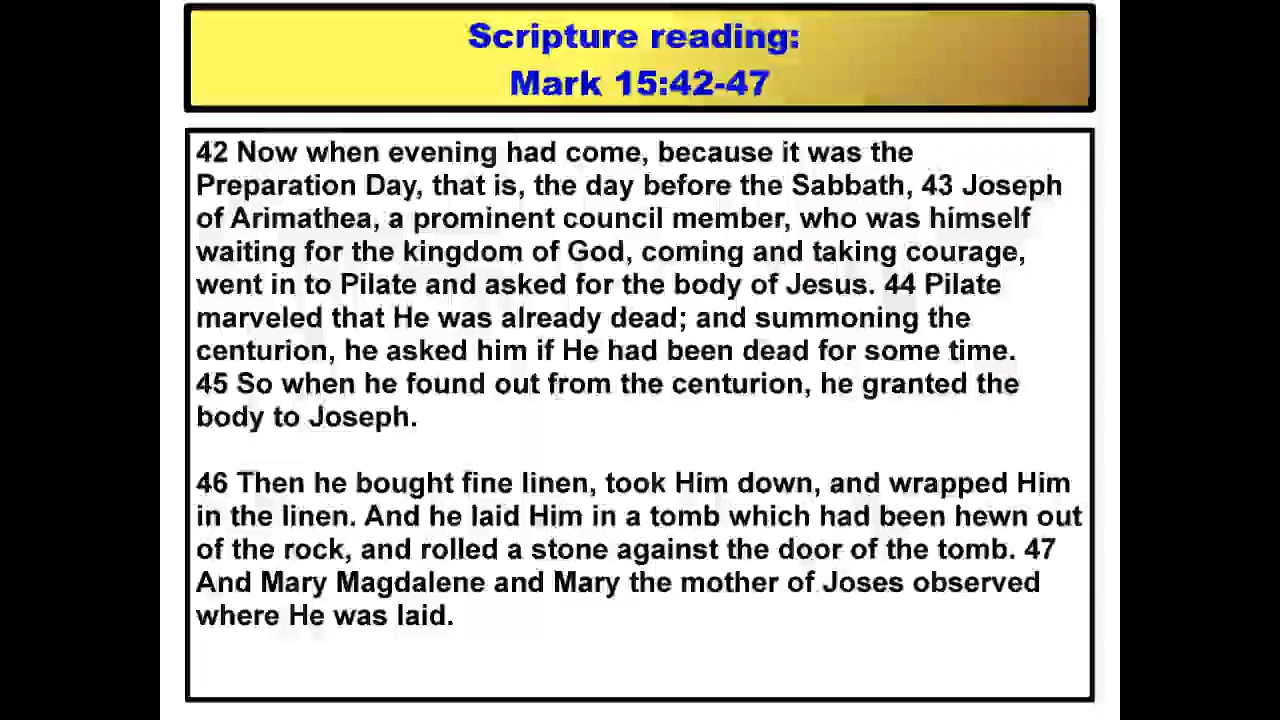 Scripture reading:
Mark 15:42-47
42 Now when evening had come, because it was the
Preparation Day, that is, the day before the Sabbath, 43 Joseph
of Arimathea, a prominent council member, who was himself
waiting for the kingdom of God, coming and taking courage,
went in to Pilate and asked for the body of Jesus. 44 Pilate
marveled that He was already dead; and summoning the
centurion, he asked him if He had been dead for some time.
45 So when he found out from the centurion, he granted the
body to Joseph.
46 Then he bought fine linen, took Him down, and wrapped Him
in the linen. And he laid Him in a tomb which had been hewn out
of the rock, and rolled a stone against the door of the tomb. 47
And Mary Magdalene and Mary the mother of Joses observed
where He was laid.